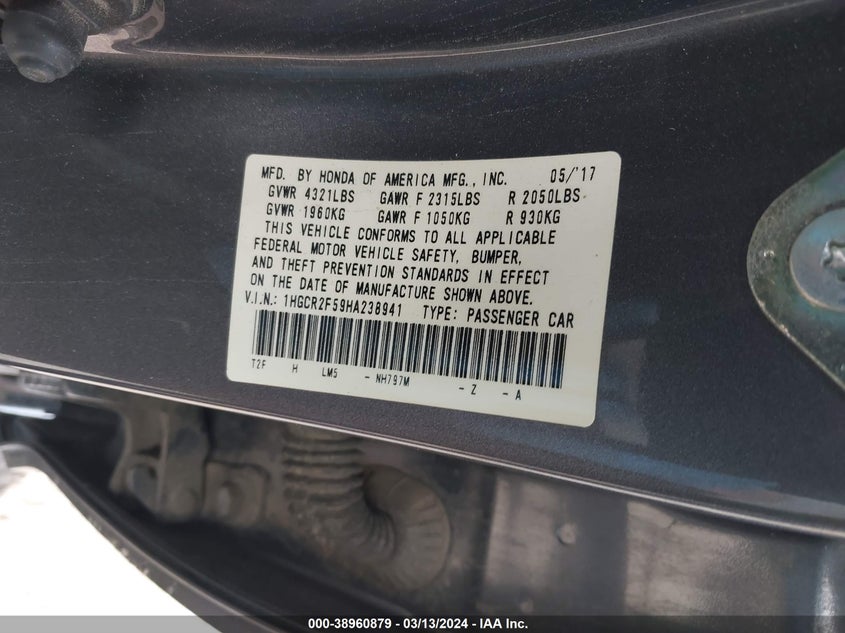 MFD. BY HONDA OF AMERICA MFG., INC. 05/'17
GVWR 4321LBS GAWR F 2315LBS R 2050LBS
GVWR 1960KG GAWR F 1050KG R 930KG
THIS VEHICLE CONFORMS TO ALL APPLICABLE
FEDERAL MOTOR VEHICLE SAFETY, BUMPER,
AND THEFT PREVENTION STANDARDS IN EFFECT
ON THE DATE OF MANUFACTURE SHOWN ABOVE.
V.I.N.: 1HGCR2F59HA238941 TYPE: PASSENGER CAR
T2F H LM5 - NH797M - Z - A
000-38960879 / 03/13/2024 - IAA Inc.